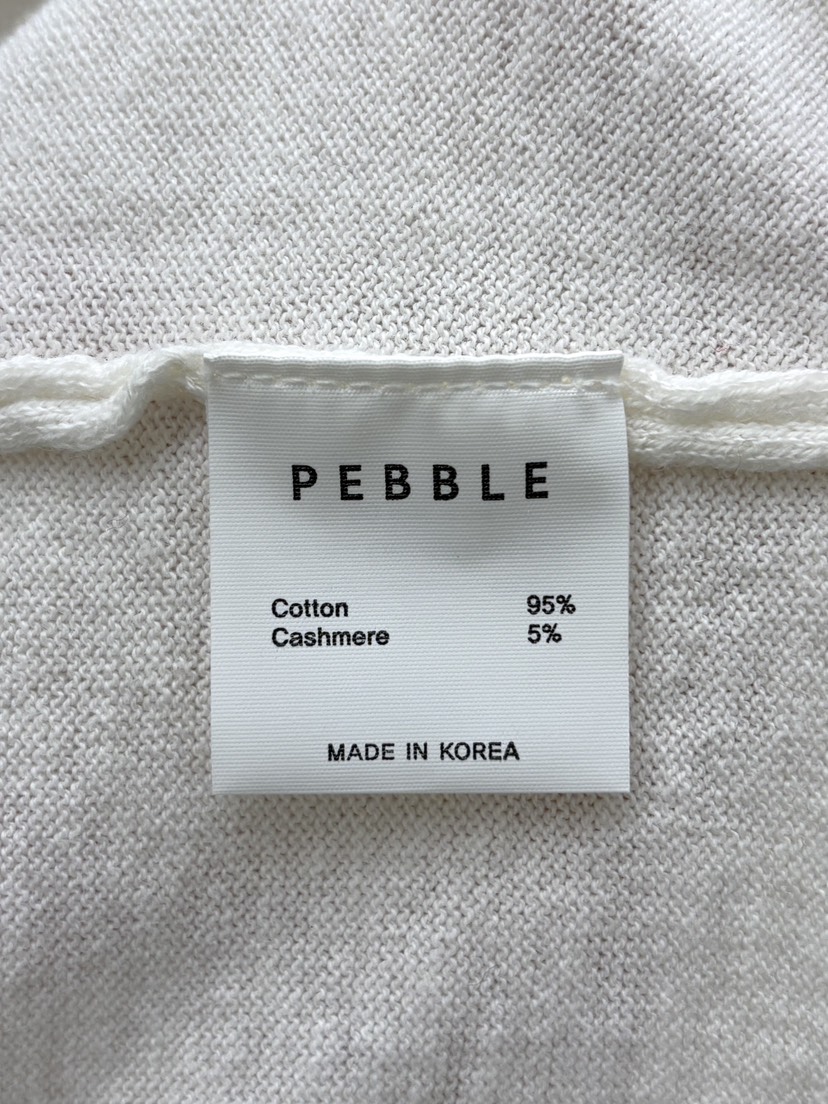 PEBBLE
Cotton 95%
Cashmere 5%
MADE IN KOREA